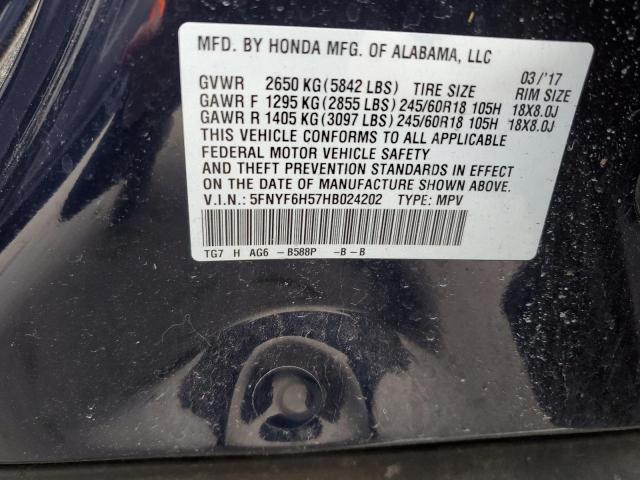 MFD. BY HONDA MFG. OF ALABAMA, LLC 03/'17
GVWR 2650 KG(5842 LBS) TIRE SIZE RIM SIZE
GAWR F 1295 KG(2855 LBS)245/60R18 105H 18X8.0J
GAWR R 1405 KG(3097 LBS)245/60R18 105H 18X8.0J
THIS VEHICLE CONFORMS TO ALL APPLICABLE
FEDERAL MOTOR VEHICLE SAFETY
AND THEFT PREVENTION STANDARDS IN EFFECT
ON THE DATE OF MANUFACTURE SHOWN ABOVE.
V.I.N.: 5FNYF6H57HB024202 TYPE: MPV
TG7 H AG6 -B588P -B-B